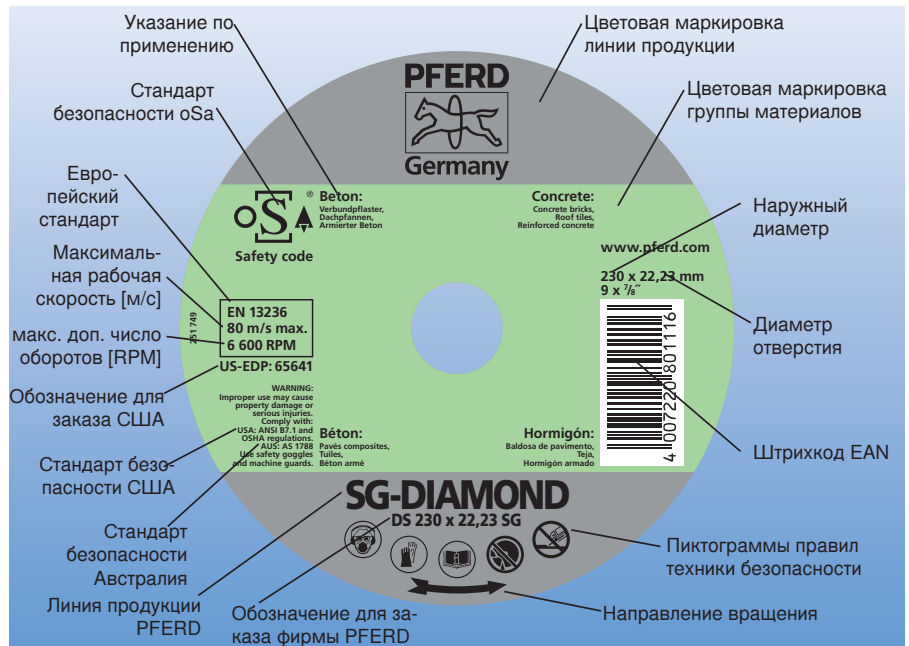 Указание по
применению
Стандарт
безопасности oSa
Евро-
пейский
стандарт
Максималь-
ная рабочая
скорость [м/с]
макс. доп. число
оборотов [RPM]
Обозначение для
заказа США
Стандарт безо-
пасности США
Стандарт
безопасности
Австралия
Линия продукции
PFERD
Обозначение для за-
каза фирмы PFERD
PFERD
Germany
oSa®
Safety code
Beton:
Verbundpflaster,
Dachpfannen,
Armierter Beton
Concrete:
Concrete bricks,
Roof tiles,
Reinforced concrete
www.pferd.com
230 x 22,23 mm
9 x 7/8˝
251 749
EN 13236
80 m/s max.
6 600 RPM
US-EDP: 65641
WARNING:
Improper use may cause
property damage or
serious injuries.
Comply with:
USA: ANSI B7.1 and
OSHA regulations.
AUS: AS 1788
Use safety goggles
and machine guards.
Béton:
Pavés composites,
Tuiles,
Béton armé
Hormigón:
Baldosa de pavimento,
Teja,
Hormigón armado
4 007220 801116
SG-DIAMOND
DS 230 x 22,23 SG
Цветовая маркировка
линии продукции
Цветовая маркировка
группы материалов
Наружный
диаметр
Диаметр
отверстия
Штрихкод EAN
Пиктограммы правил
техники безопасности
Направление вращения